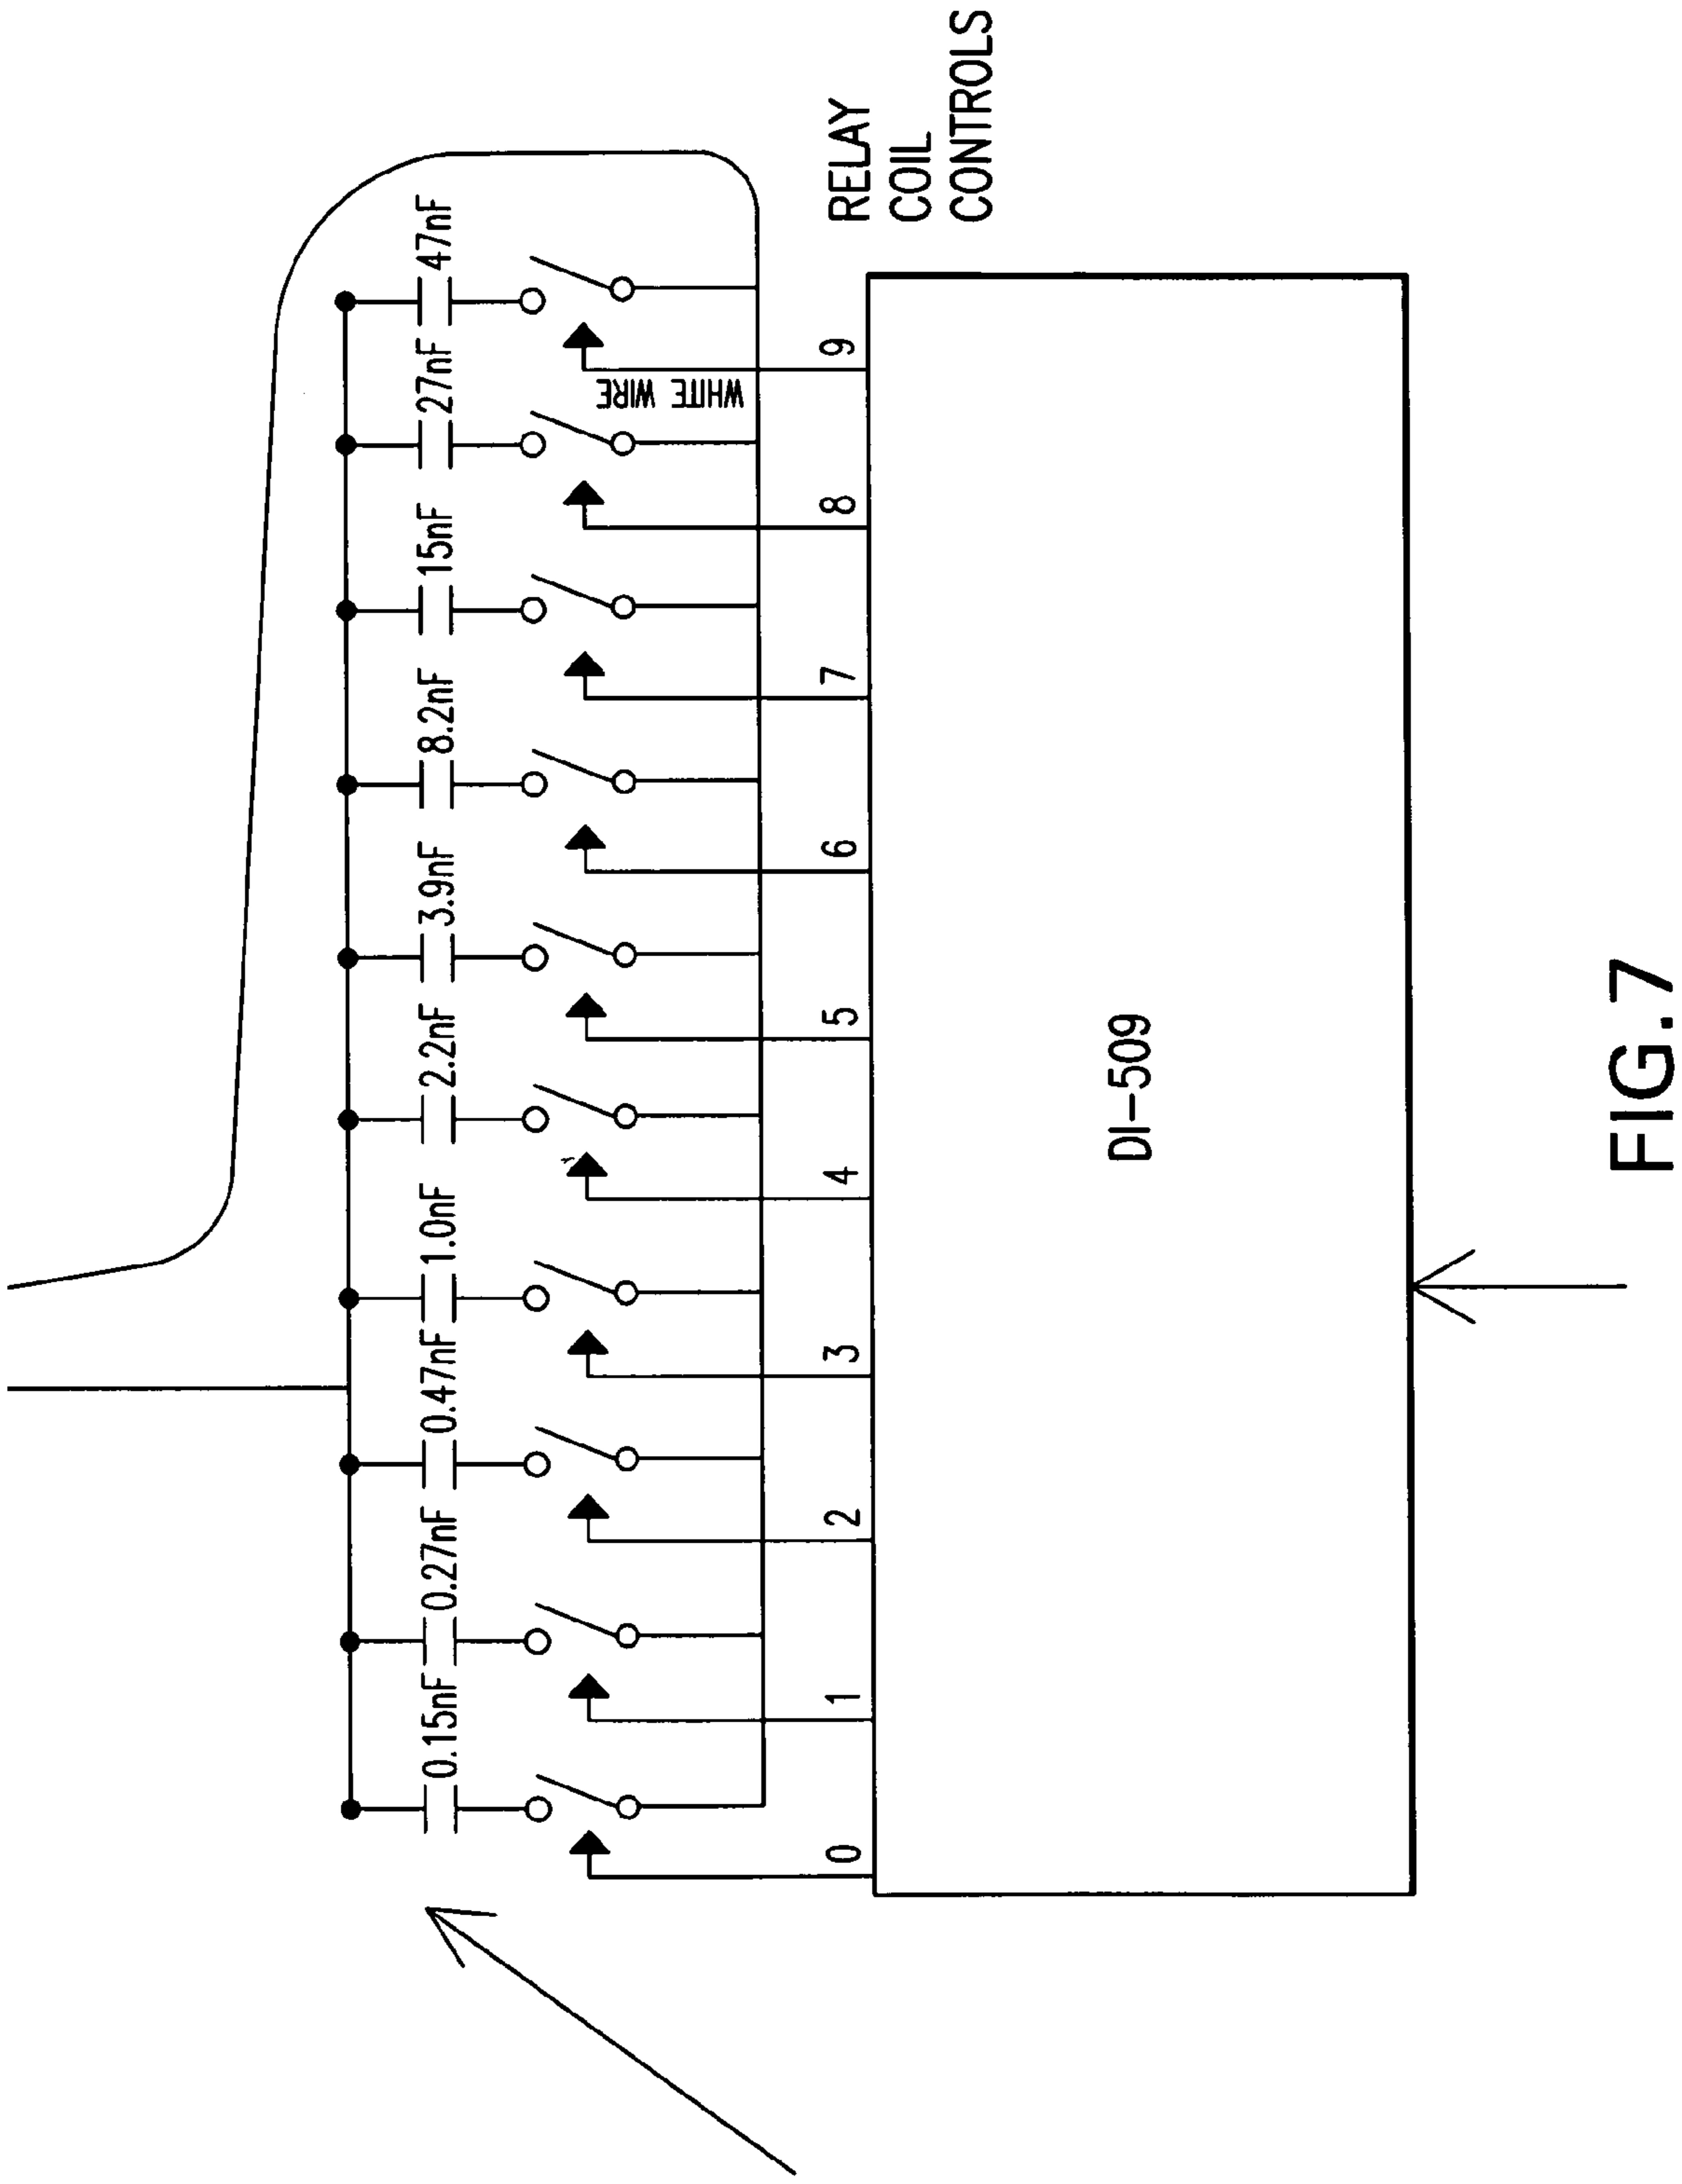 0.15nF
0.27nF
0.47nF
1.0nF
2.2nF
3.9nF
8.2nF
15nF
27nF
47nF
WHITE WIRE
0
1
2
3
4
5
6
7
8
9
RELAY
COIL
CONTROLS
DI-509
FIG.7